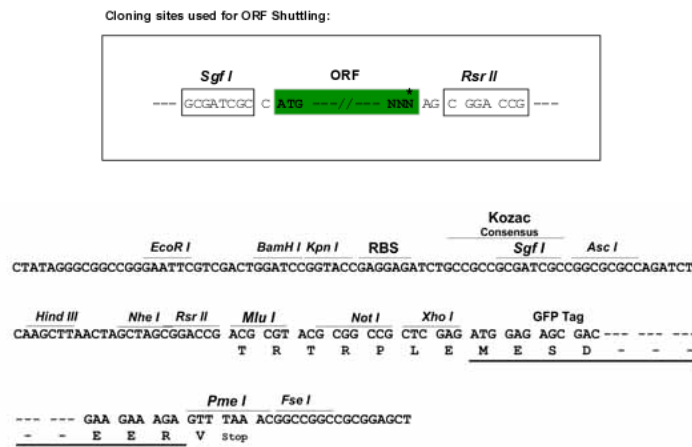 Cloning sites used for ORF Shuttling:
Sgf I ORF Rsr II
--- GCGATCGC C ATG ---//--- NNN AG C GGA CCG ---
*
Kozac
Consensus
EcoR I BamH I Kpn I RBS Sgf I Asc I
CTATAGGGCGGCCGGGAATTCGTCGACTGGATCCGGTACCGAGGAGATCTGCCGCCGCGATCGCCGGCGCGCCAGATCT
Hind III Nhe I Rsr II Mlu I Not I Xho I GFP Tag
CAAGCTTAACTAGCTAGCGGACCG ACG CGT ACG CGG CCG CTC GAG ATG GAG AGC GAC--- --- ---
T R T R P L E M E S D - - -
Pme I Fse I
--- --- GAA GAA AGA GTT TAA ACGGCCGGCCGCGGAGCT
- - E E R V Stop